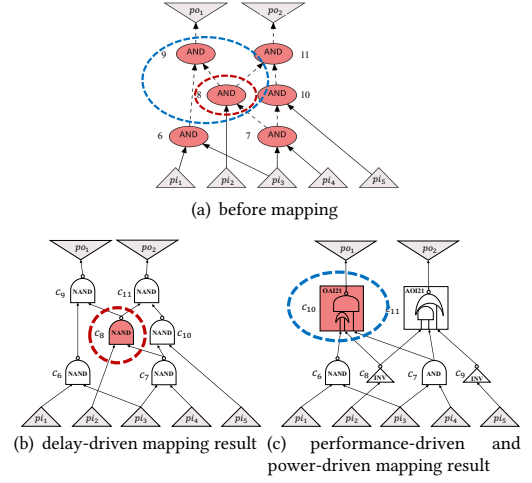 po1 po2
9 AND AND 11
8 AND AND 10
6 AND 7 AND
pi1 pi2 pi3 pi4 pi5
(a) before mapping
po1 po2
c9 NAND c11 NAND
c8 NAND NAND c10
c6 NAND c7 NAND
pi1 pi2 pi3 pi4 pi5
(b) delay-driven mapping result
po1 po2
c10 OAI21 c11 AOI21
c6 NAND c8 INV c7 AND c9 INV
pi1 pi2 pi3 pi4 pi5
(c) performance-driven and
power-driven mapping result